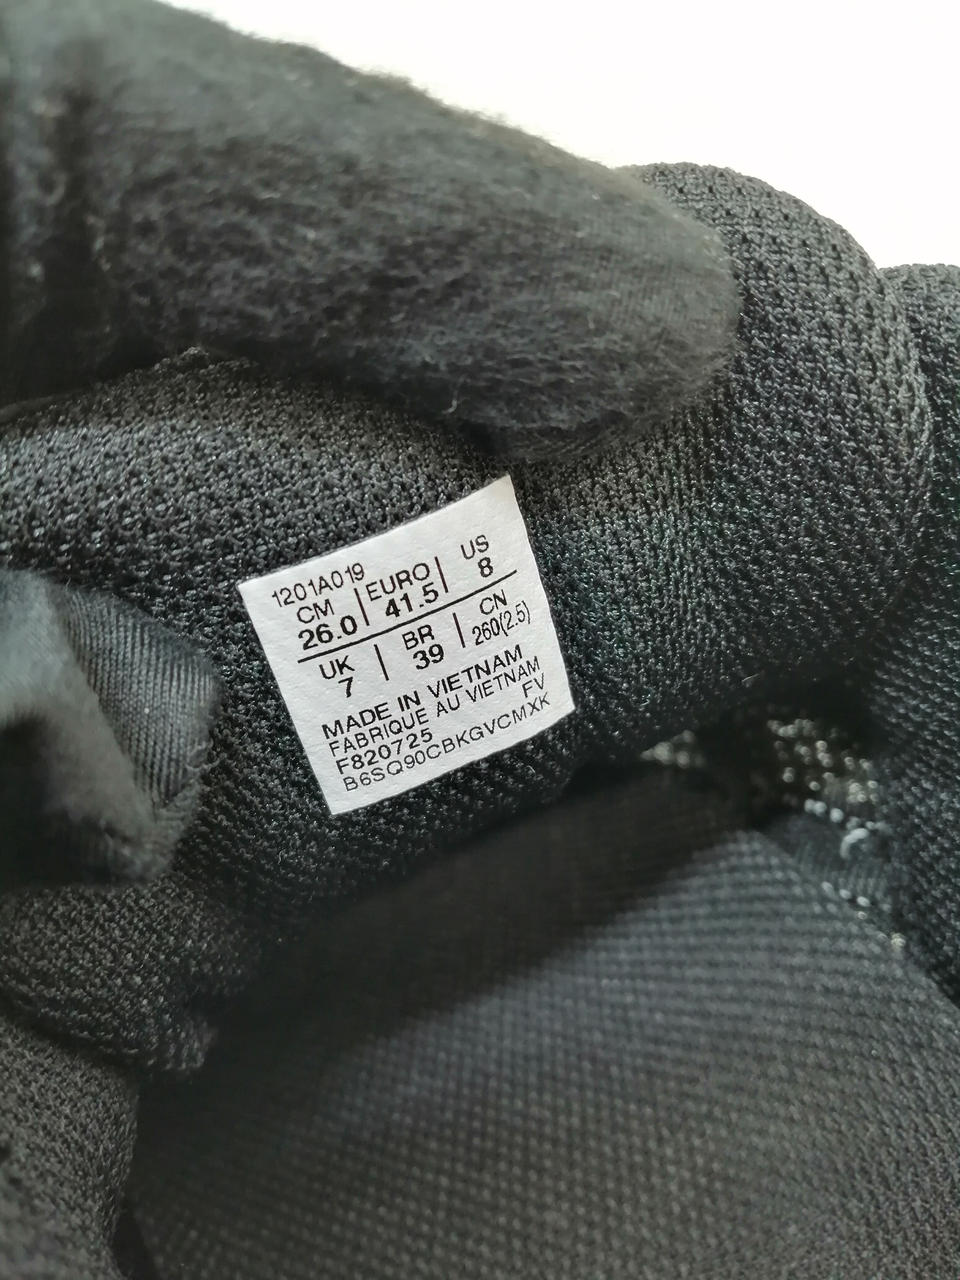 1201A019
CM | EURO | US
26.0 | 41.5 | 8
UK | BR | CN
7 | 39 | 260(2.5)
MADE IN VIETNAM
FABRIQUE AU VIETNAM
F820725 FV
B6SQ90CBKGVCMXK